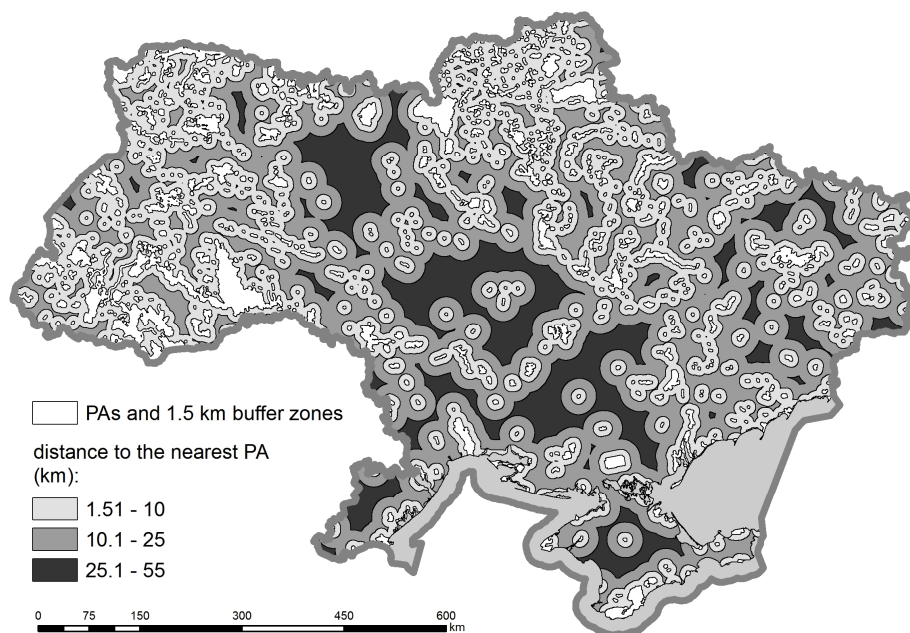 PAs and 1.5 km buffer zones
distance to the nearest PA
(km):
1.51 - 10
10.1 - 25
25.1 - 55
0 75 150 300 450 600
km